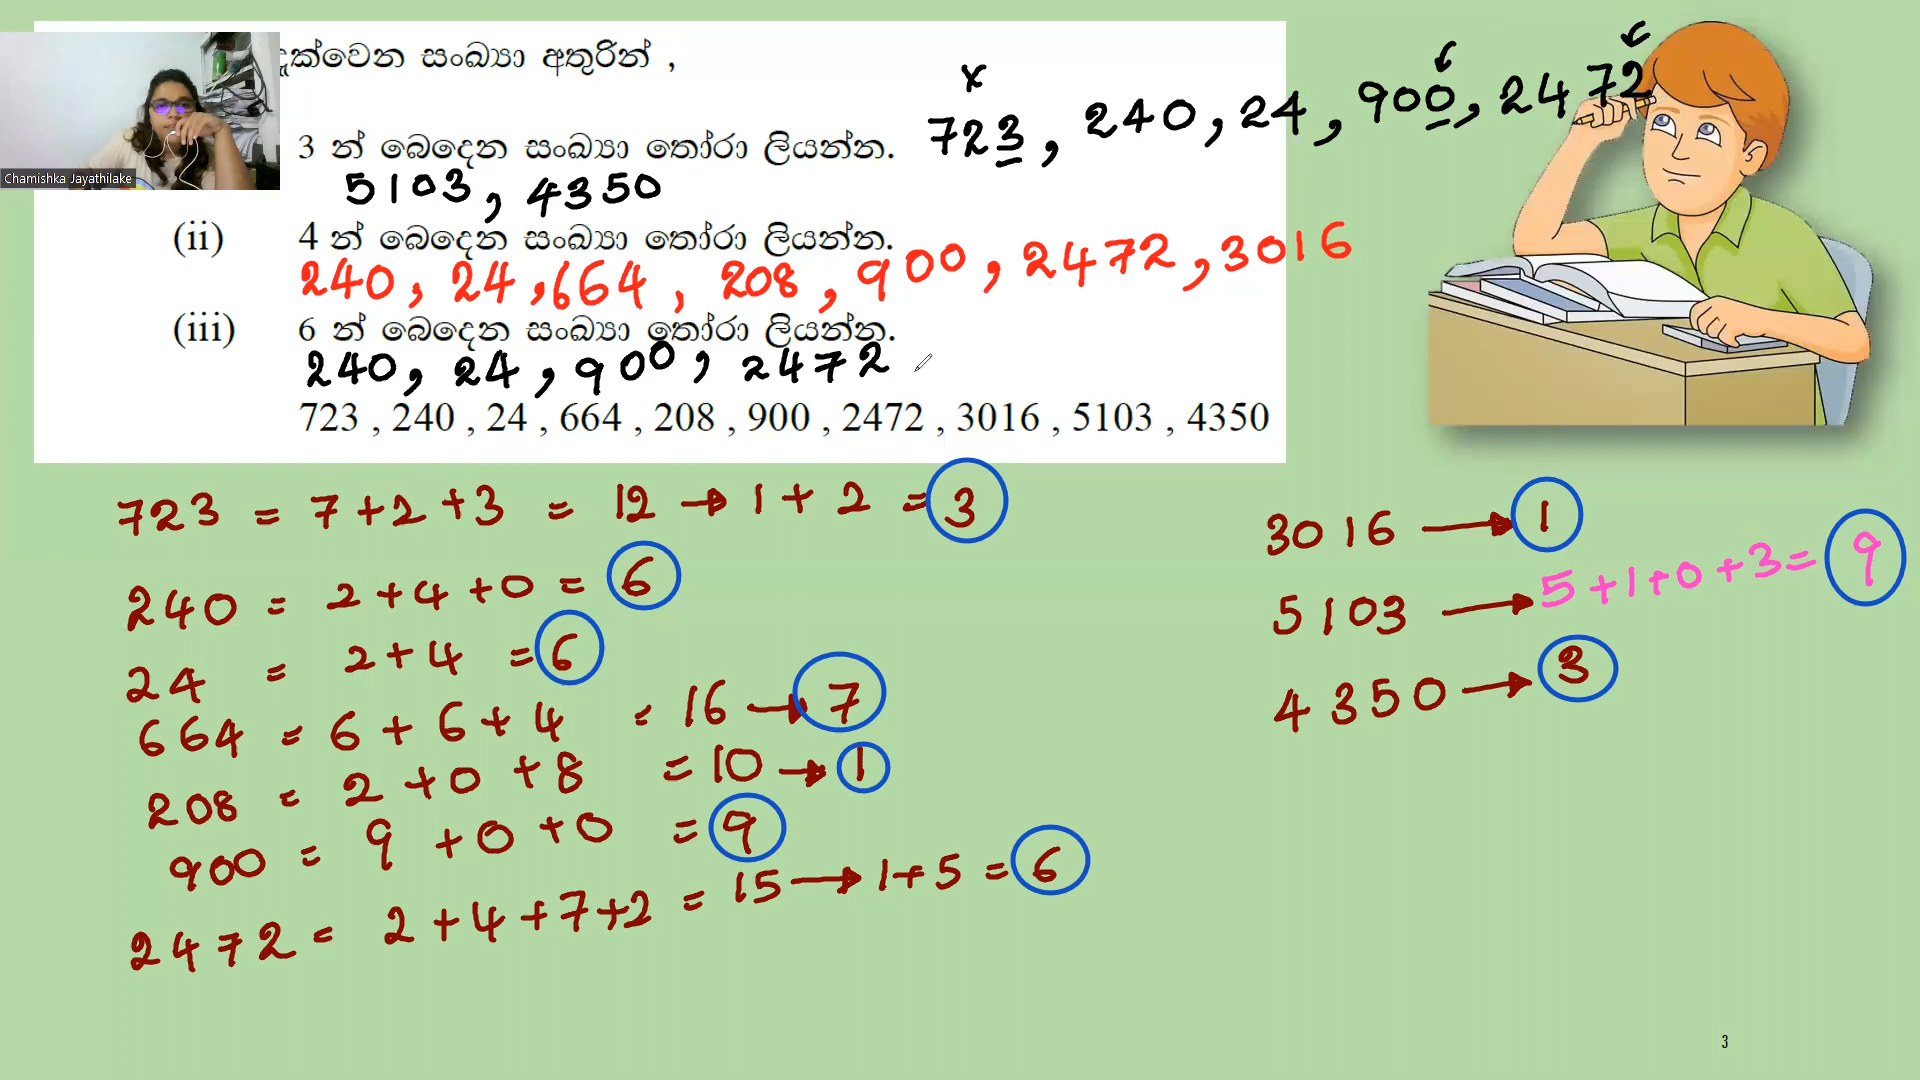 දක්වෙන සංඛ්‍යා අතුරින් ,
Chamishka Jayathilake
3 න් බෙදෙන සංඛ්‍යා තෝරා ලියන්න.
x
723 , 240 , 24 , 900 , 2472
5103 , 4350
(ii) 4 න් බෙදෙන සංඛ්‍යා තෝරා ලියන්න.
240 , 24 , 664 , 208 , 900 , 2472 , 3016
(iii) 6 න් බෙදෙන සංඛ්‍යා තෝරා ලියන්න.
240 , 24 , 900 , 2472
723 , 240 , 24 , 664 , 208 , 900 , 2472 , 3016 , 5103 , 4350
723 = 7+2+3 = 12 → 1+2 = 3
240 = 2+4+0 = 6
24 = 2+4 = 6
664 = 6+6+4 = 16 → 7
208 = 2+0+8 = 10 → 1
900 = 9+0+0 = 9
2472 = 2+4+7+2 = 15 → 1+5 = 6
3016 → 1
5103 → 5+1+0+3= 9
4350 → 3
3